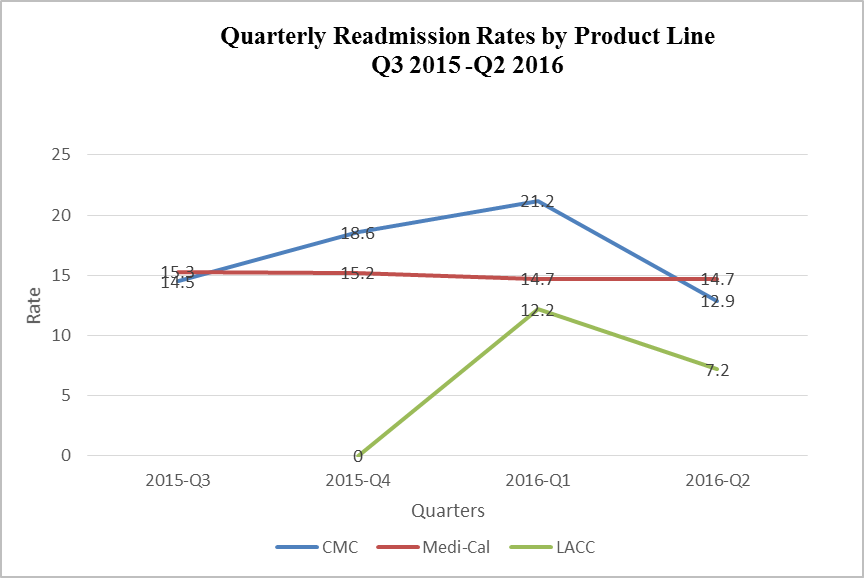 Quarterly Readmission Rates by Product Line
Q3 2015 -Q2 2016
25
20
15
10
5
0
Rate
21.2
18.6
15.3
14.5
15.2
14.7
14.7
12.9
12.2
7.2
0
2015-Q3 2015-Q4 2016-Q1 2016-Q2
Quarters
CMC Medi-Cal LACC